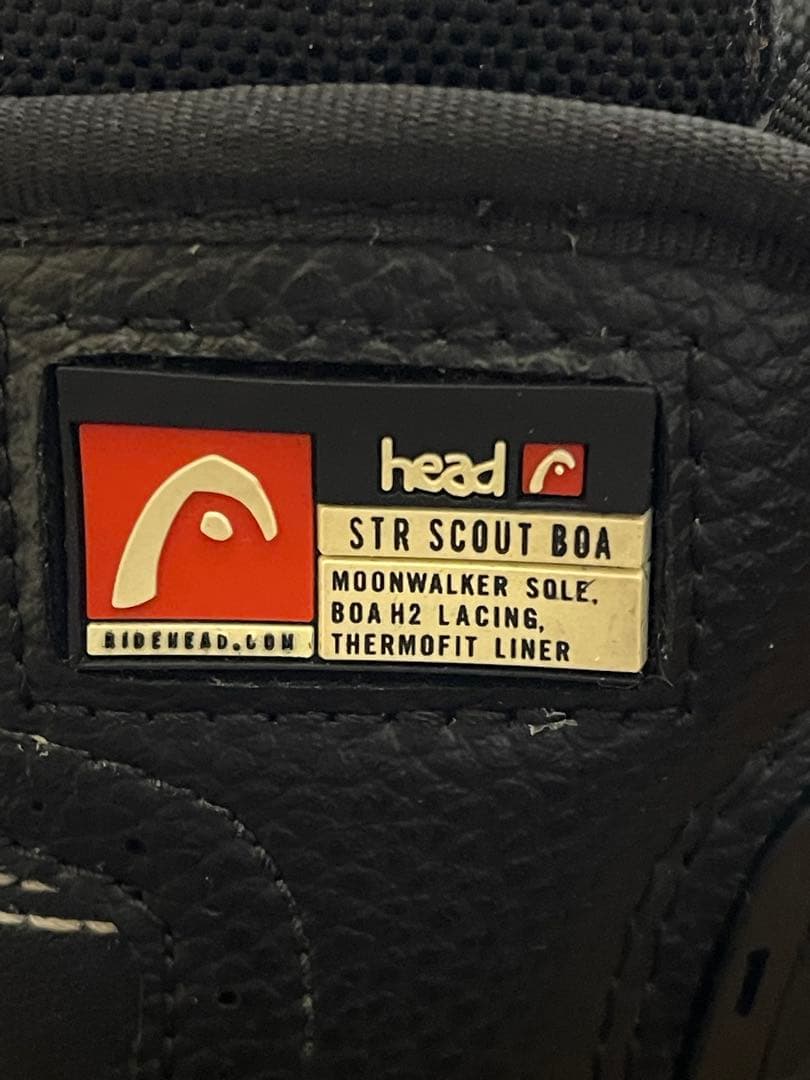 head
STR SCOUT BOA
MOONWALKER SOLE,
BOA H2 LACING,
THERMOFIT LINER
RIDEHEAD.COM